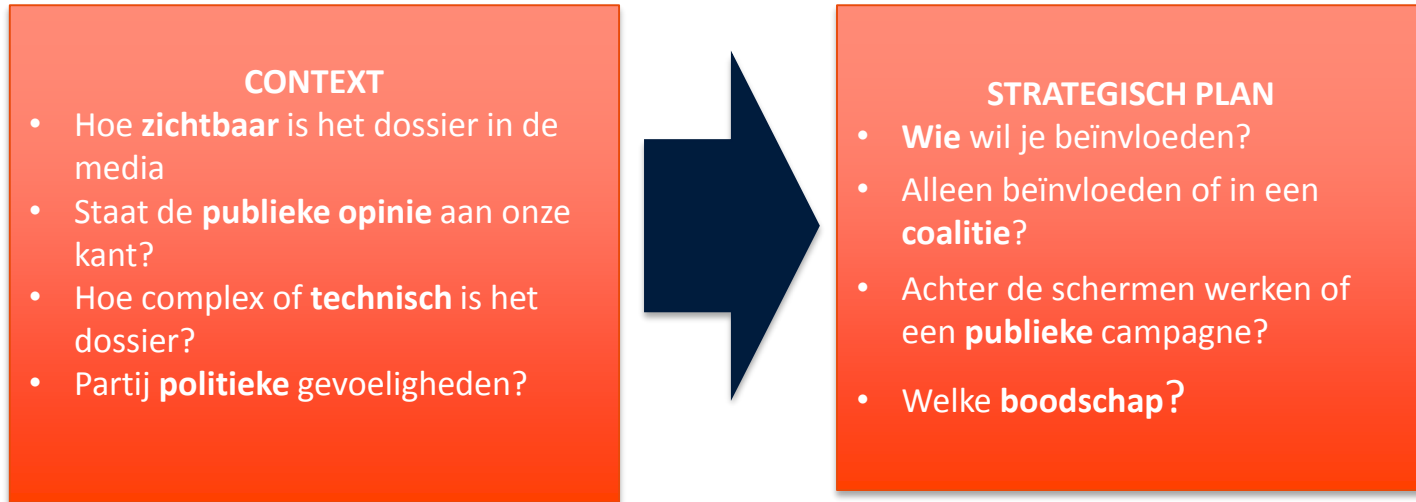 CONTEXT
• Hoe zichtbaar is het dossier in de
media
• Staat de publieke opinie aan onze
kant?
• Hoe complex of technisch is het
dossier?
• Partij politieke gevoeligheden?
STRATEGISCH PLAN
• Wie wil je beïnvloeden?
• Alleen beïnvloeden of in een
coalitie?
• Achter de schermen werken of
een publieke campagne?
• Welke boodschap?